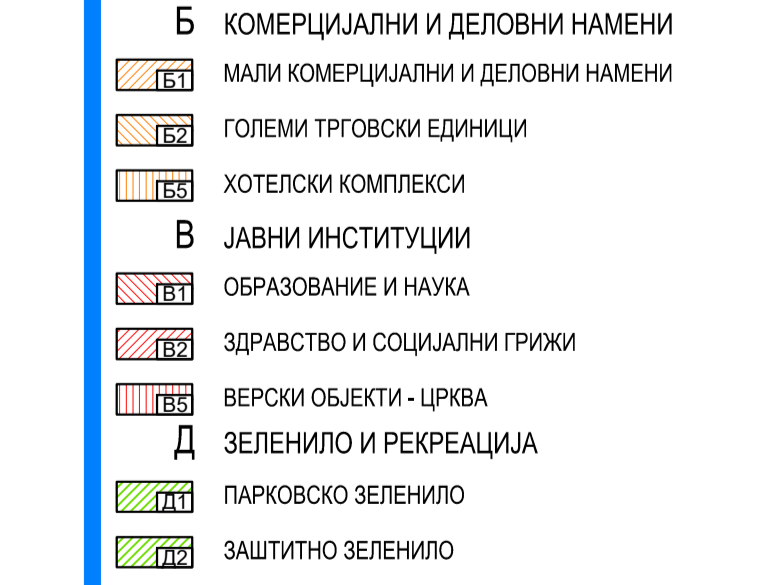 Б КОМЕРЦИЈАЛНИ И ДЕЛОВНИ НАМЕНИ
Б1 МАЛИ КОМЕРЦИЈАЛНИ И ДЕЛОВНИ НАМЕНИ
Б2 ГОЛЕМИ ТРГОВСКИ ЕДИНИЦИ
Б5 ХОТЕЛСКИ КОМПЛЕКСИ
В ЈАВНИ ИНСТИТУЦИИ
В1 ОБРАЗОВАНИЕ И НАУКА
В2 ЗДРАВСТВО И СОЦИЈАЛНИ ГРИЖИ
В5 ВЕРСКИ ОБЈЕКТИ - ЦРКВА
Д ЗЕЛЕНИЛО И РЕКРЕАЦИЈА
Д1 ПАРКОВСКО ЗЕЛЕНИЛО
Д2 ЗАШТИТНО ЗЕЛЕНИЛО